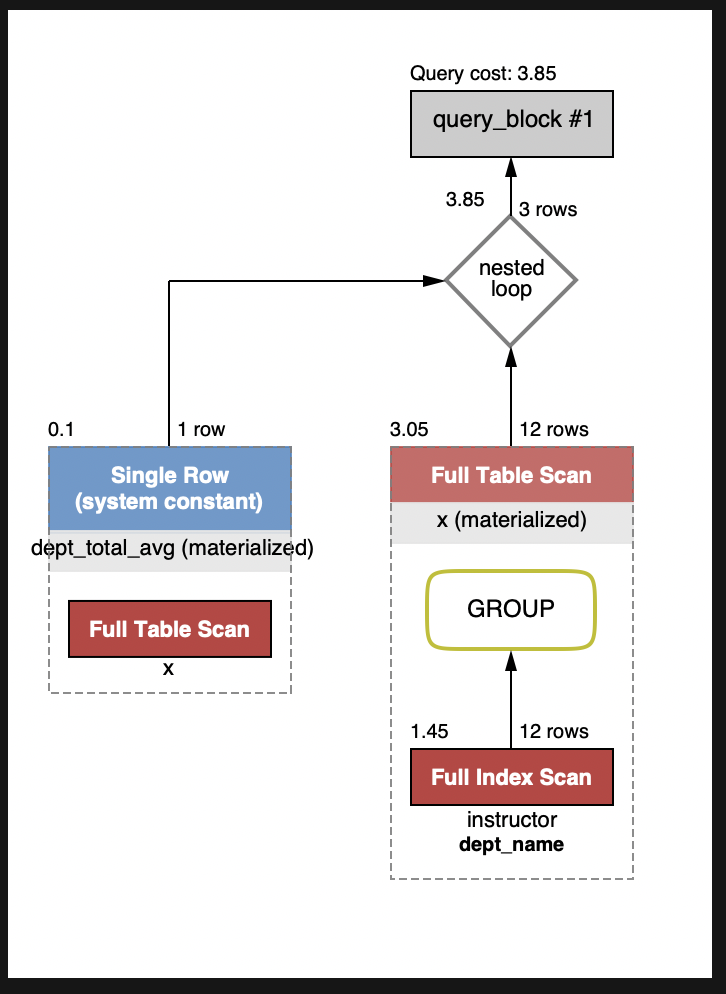 Query cost: 3.85
query_block #1
3.85
3 rows
nested
loop
0.1
1 row
Single Row
(system constant)
dept_total_avg (materialized)
Full Table Scan
x
3.05
12 rows
Full Table Scan
x (materialized)
GROUP
1.45
12 rows
Full Index Scan
instructor
dept_name